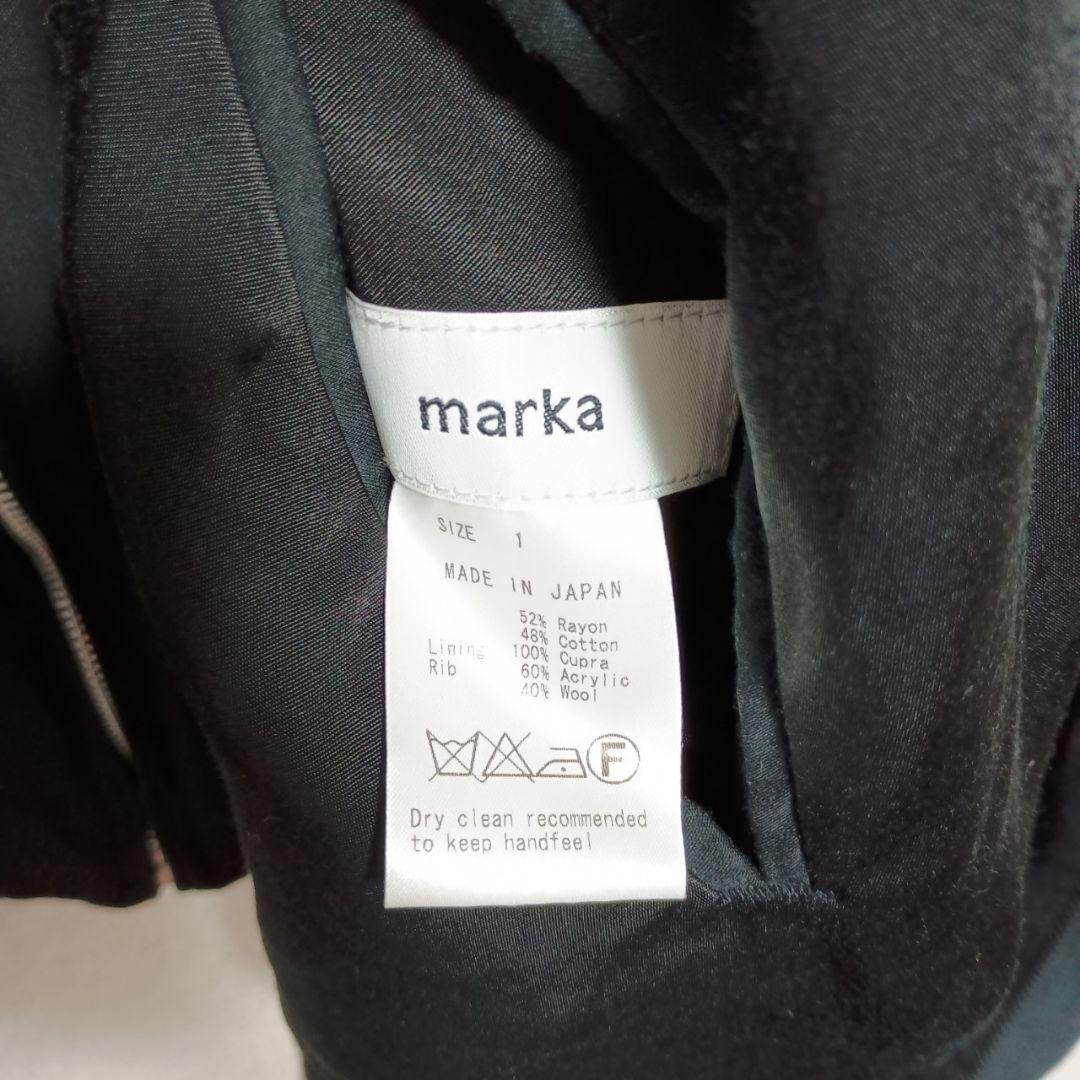 marka
SIZE 1
MADE IN JAPAN
52% Rayon
48% Cotton
Lining 100% Cupra
Rib 60% Acrylic
40% Wool
F
Dry clean recommended
to keep handfeel